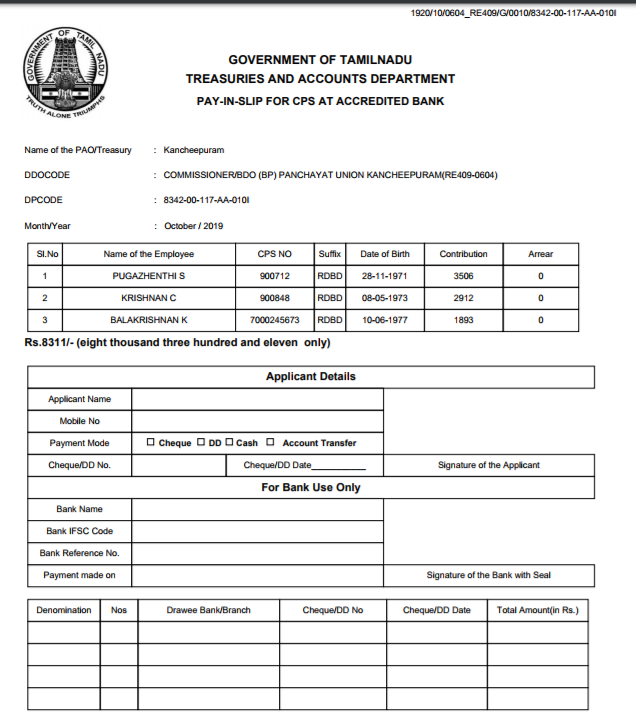 1920/10/0604_RE409/G/0010/8342-00-117-AA-010I
GOVERNMENT OF TAMIL NADU
TRUTH ALONE TRIUMPHS
GOVERNMENT OF TAMILNADU
TREASURIES AND ACCOUNTS DEPARTMENT
PAY-IN-SLIP FOR CPS AT ACCREDITED BANK
Name of the PAO/Treasury : Kancheepuram
DDOCODE : COMMISSIONER/BDO (BP) PANCHAYAT UNION KANCHEEPURAM(RE409-0604)
DPCODE : 8342-00-117-AA-010I
Month/Year : October / 2019
Sl.No Name of the Employee CPS NO Suffix Date of Birth Contribution Arrear
1 PUGAZHENTHI S 900712 RDBD 28-11-1971 3506 0
2 KRISHNAN C 900848 RDBD 08-05-1973 2912 0
3 BALAKRISHNAN K 7000245673 RDBD 10-06-1977 1893 0
Rs.8311/- (eight thousand three hundred and eleven only)
Applicant Details
Applicant Name
Mobile No
Payment Mode Cheque DD Cash Account Transfer
Cheque/DD No. Cheque/DD Date___________ Signature of the Applicant
For Bank Use Only
Bank Name
Bank IFSC Code
Bank Reference No.
Payment made on Signature of the Bank with Seal
Denomination Nos Drawee Bank/Branch Cheque/DD No Cheque/DD Date Total Amount(in Rs.)